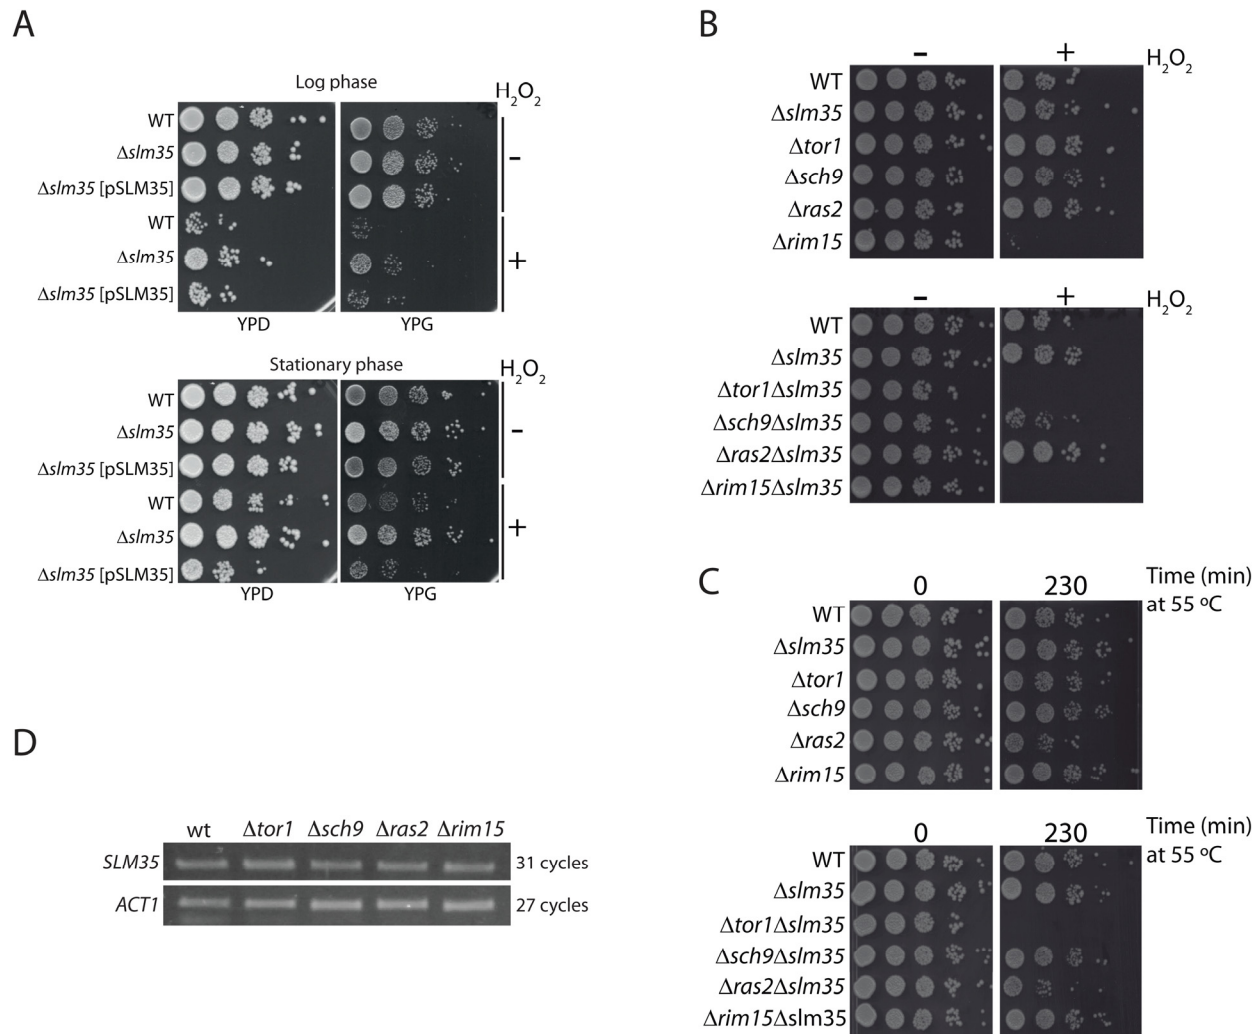 A
Log phase
H2O2
WT
Δslm35
Δslm35 [pSLM35]
-
WT
Δslm35
Δslm35 [pSLM35]
+
YPD YPG
Stationary phase
H2O2
WT
Δslm35
Δslm35 [pSLM35]
-
WT
Δslm35
Δslm35 [pSLM35]
+
YPD YPG
B
- + H2O2
WT
Δslm35
Δtor1
Δsch9
Δras2
Δrim15
- + H2O2
WT
Δslm35
Δtor1Δslm35
Δsch9Δslm35
Δras2Δslm35
Δrim15Δslm35
C
0 230 Time (min)
at 55 ºC
WT
Δslm35
Δtor1
Δsch9
Δras2
Δrim15
0 230 Time (min)
at 55 ºC
WT
Δslm35
Δtor1Δslm35
Δsch9Δslm35
Δras2Δslm35
Δrim15Δslm35
D
wt Δtor1 Δsch9 Δras2 Δrim15
SLM35 31 cycles
ACT1 27 cycles